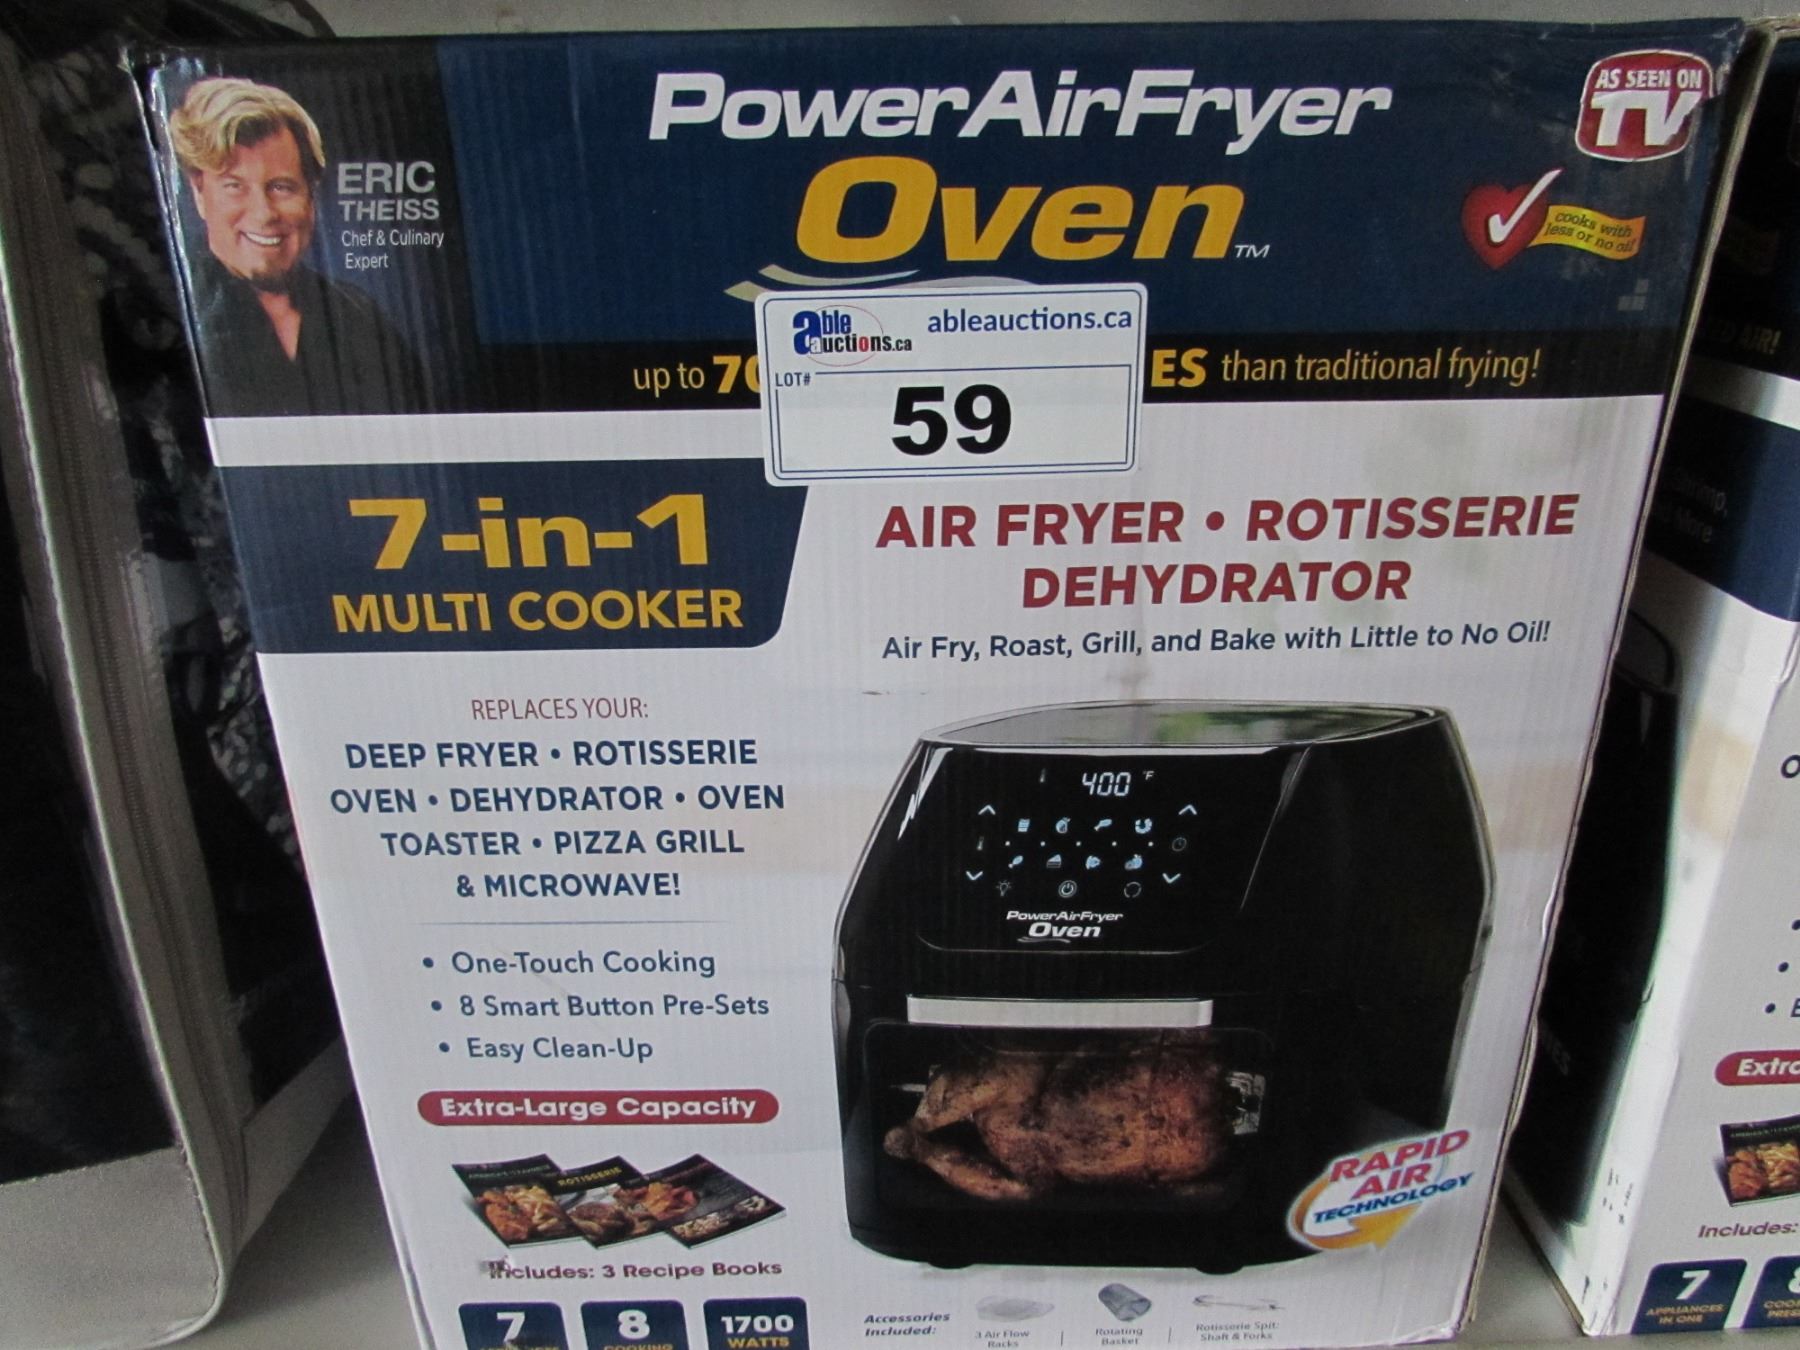 PowerAirFryer
Oven™
AS SEEN ON
TV
ERIC
THEISS
Chef & Culinary
Expert
cooks with
less or no oil!
able
auctions.ca
ableauctions.ca
LOT#
59
up to 70
ES than traditional frying!
7-in-1
MULTI COOKER
AIR FRYER • ROTISSERIE
DEHYDRATOR
Air Fry, Roast, Grill, and Bake with Little to No Oil!
REPLACES YOUR:
DEEP FRYER • ROTISSERIE
OVEN • DEHYDRATOR • OVEN
TOASTER • PIZZA GRILL
& MICROWAVE!
• One-Touch Cooking
• 8 Smart Button Pre-Sets
• Easy Clean-Up
Extra-Large Capacity
ROTISSERIE
Includes: 3 Recipe Books
7
8
COOKING
1700
WATTS
400 °F
PowerAirFryer
Oven
RAPID
AIR
TECHNOLOGY
Accessories
Included:
3 Air Flow
Racks
Rotating
Basket
Rotisserie Spit:
Shaft & Forks
AIR!
Extra
Includes:
7
APPLIANCES
IN ONE